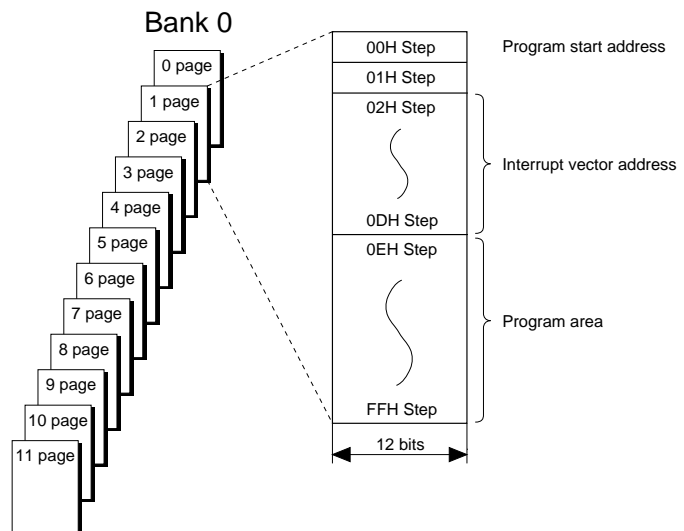 Bank 0
0 page
1 page
2 page
3 page
4 page
5 page
6 page
7 page
8 page
9 page
10 page
11 page
00H Step
Program start address
01H Step
02H Step
Interrupt vector address
0DH Step
0EH Step
Program area
FFH Step
12 bits